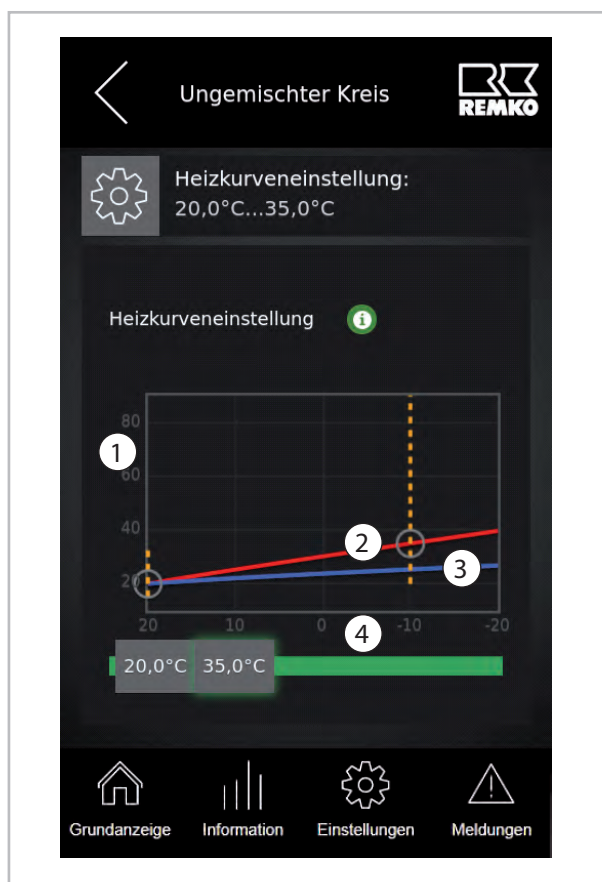 Ungemischter Kreis
REMKO
Heizkurveneinstellung:
20,0°C...35,0°C
Heizkurveneinstellung i
80
1
60
40
2
3
20
20 10 0 -10 -20
4
20,0°C 35,0°C
Grundanzeige Information Einstellungen Meldungen